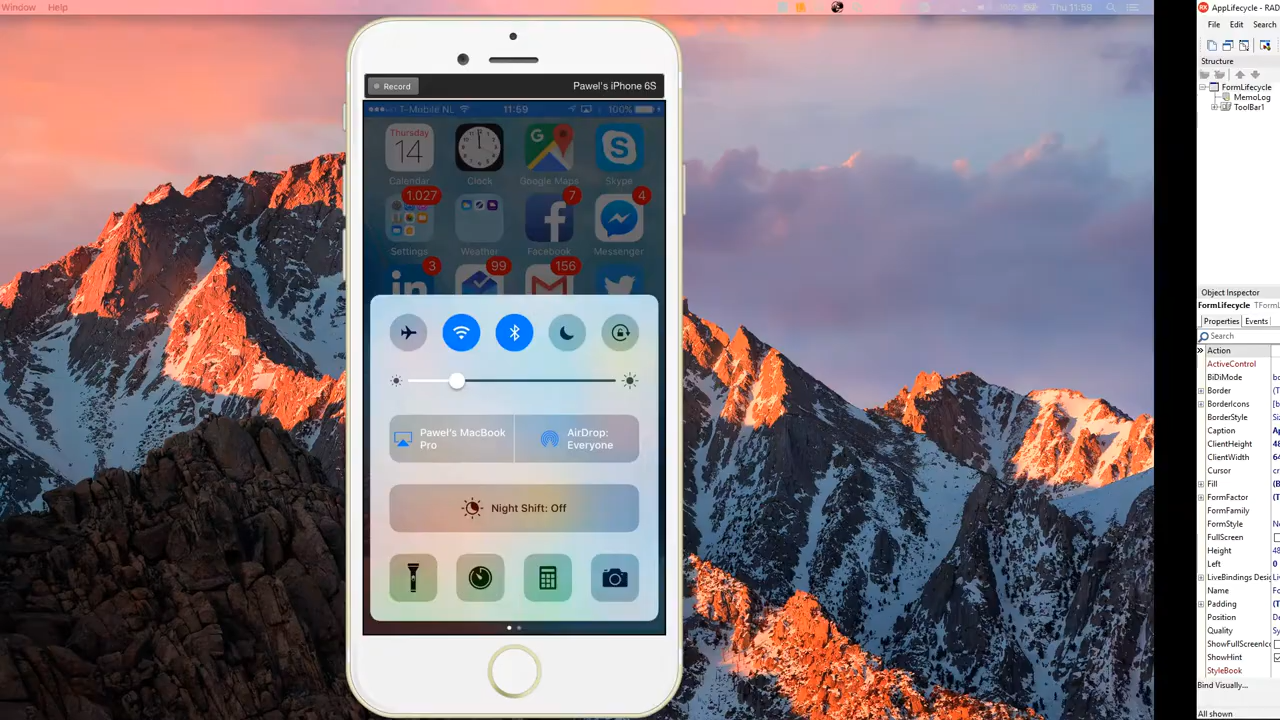 Window Help
Thu 11:59
Record
Pawel's iPhone 6S
T-Mobile NL 11:59 100%
Thursday
14
Calendar Clock Google Maps Skype
1.027 7 4
Settings Weather Facebook Messenger
3 99 156
Pawel's MacBook
Pro
AirDrop:
Everyone
Night Shift: Off
AppLifecycle - RAD
File Edit Search
Structure
FormLifecycle
MemoLog
ToolBar1
Object Inspector
FormLifecycle TForm
Properties Events
Search
Action
ActiveControl
BiDiMode
Border
BorderIcons
BorderStyle
Caption
ClientHeight
ClientWidth
Cursor
Fill
FormFactor
FormFamily
FormStyle
FullScreen
Height
Left 0
LiveBindings Desig
Name
Padding
Position
Quality
ShowFullScreenIc
ShowHint
StyleBook
Bind Visually...
All shown